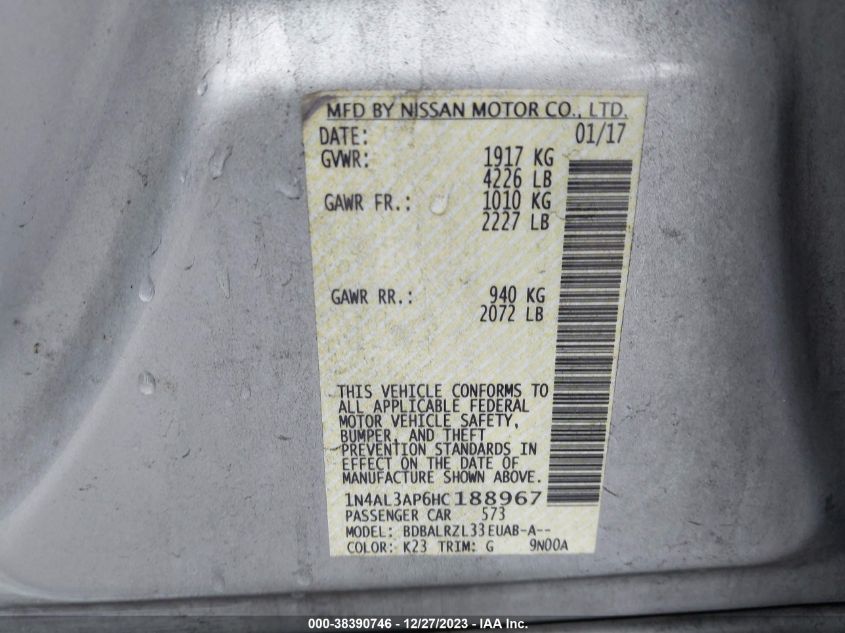 MFD BY NISSAN MOTOR CO., LTD.
DATE: 01/17
GVWR: 1917 KG
4226 LB
GAWR FR.: 1010 KG
2227 LB
GAWR RR.: 940 KG
2072 LB
THIS VEHICLE CONFORMS TO
ALL APPLICABLE FEDERAL
MOTOR VEHICLE SAFETY,
BUMPER, AND THEFT
PREVENTION STANDARDS IN
EFFECT ON THE DATE OF
MANUFACTURE SHOWN ABOVE.
1N4AL3AP6HC188967
PASSENGER CAR 573
MODEL: BDBALRZL33EUAB-A--
COLOR: K23 TRIM: G 9N00A
000-38390746 - 12/27/2023 - IAA Inc.